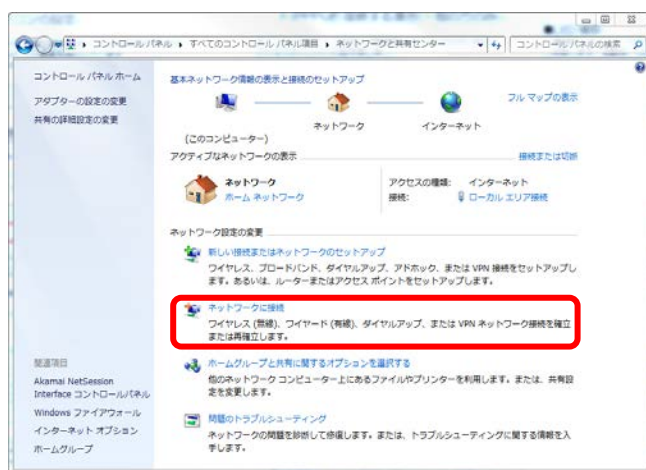 コントロール パネル ▸ すべてのコントロール パネル項目 ▸ ネットワークと共有センター
コントロール パネルの検索
コントロール パネル ホーム
アダプターの設定の変更
共有の詳細設定の変更
基本ネットワーク情報の表示と接続のセットアップ
フル マップの表示
ネットワーク
インターネット
(このコンピューター)
アクティブなネットワークの表示
接続または切断
ネットワーク
ホーム ネットワーク
アクセスの種類: インターネット
接続: ローカル エリア接続
ネットワーク設定の変更
新しい接続またはネットワークのセットアップ
ワイヤレス、ブロードバンド、ダイヤルアップ、アドホック、または VPN 接続をセットアップし
ます。あるいは、ルーターまたはアクセス ポイントをセットアップします。
ネットワークに接続
ワイヤレス (無線)、ワイヤード (有線)、ダイヤルアップ、または VPN ネットワーク接続を確立
または再確立します。
ホームグループと共有に関するオプションを選択する
他のネットワーク コンピューター上にあるファイルやプリンターを利用します。または、共有設
定を変更します。
問題のトラブルシューティング
ネットワークの問題を診断して修復します。または、トラブルシューティングに関する情報を入
手します。
関連項目
Akamai NetSession
Interface コントロール パネル
Windows ファイアウォール
インターネット オプション
ホームグループ